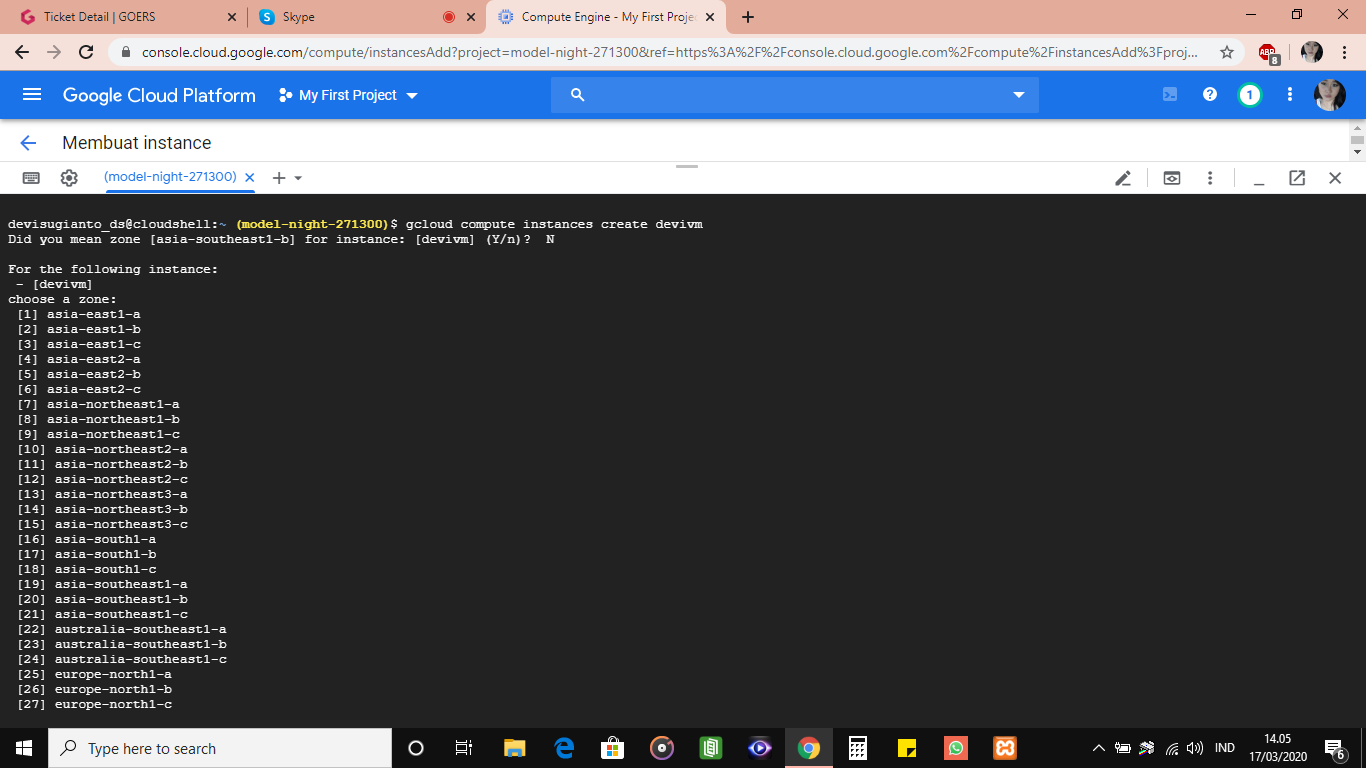 Ticket Detail | GOERS
Skype
Compute Engine - My First Proje
console.cloud.google.com/compute/instancesAdd?project=model-night-271300&ref=https%3A%2F%2Fconsole.cloud.google.com%2Fcompute%2FinstancesAdd%3Fproj...
ABP
8
Google Cloud Platform
My First Project
1
Membuat instance
(model-night-271300)
devisugianto_ds@cloudshell:~ (model-night-271300)$ gcloud compute instances create devivm
Did you mean zone [asia-southeast1-b] for instance: [devivm] (Y/n)?  N
For the following instance:
 - [devivm]
choose a zone:
[1] asia-east1-a
[2] asia-east1-b
[3] asia-east1-c
[4] asia-east2-a
[5] asia-east2-b
[6] asia-east2-c
[7] asia-northeast1-a
[8] asia-northeast1-b
[9] asia-northeast1-c
[10] asia-northeast2-a
[11] asia-northeast2-b
[12] asia-northeast2-c
[13] asia-northeast3-a
[14] asia-northeast3-b
[15] asia-northeast3-c
[16] asia-south1-a
[17] asia-south1-b
[18] asia-south1-c
[19] asia-southeast1-a
[20] asia-southeast1-b
[21] asia-southeast1-c
[22] australia-southeast1-a
[23] australia-southeast1-b
[24] australia-southeast1-c
[25] europe-north1-a
[26] europe-north1-b
[27] europe-north1-c
Type here to search
IND
14.05
17/03/2020
6